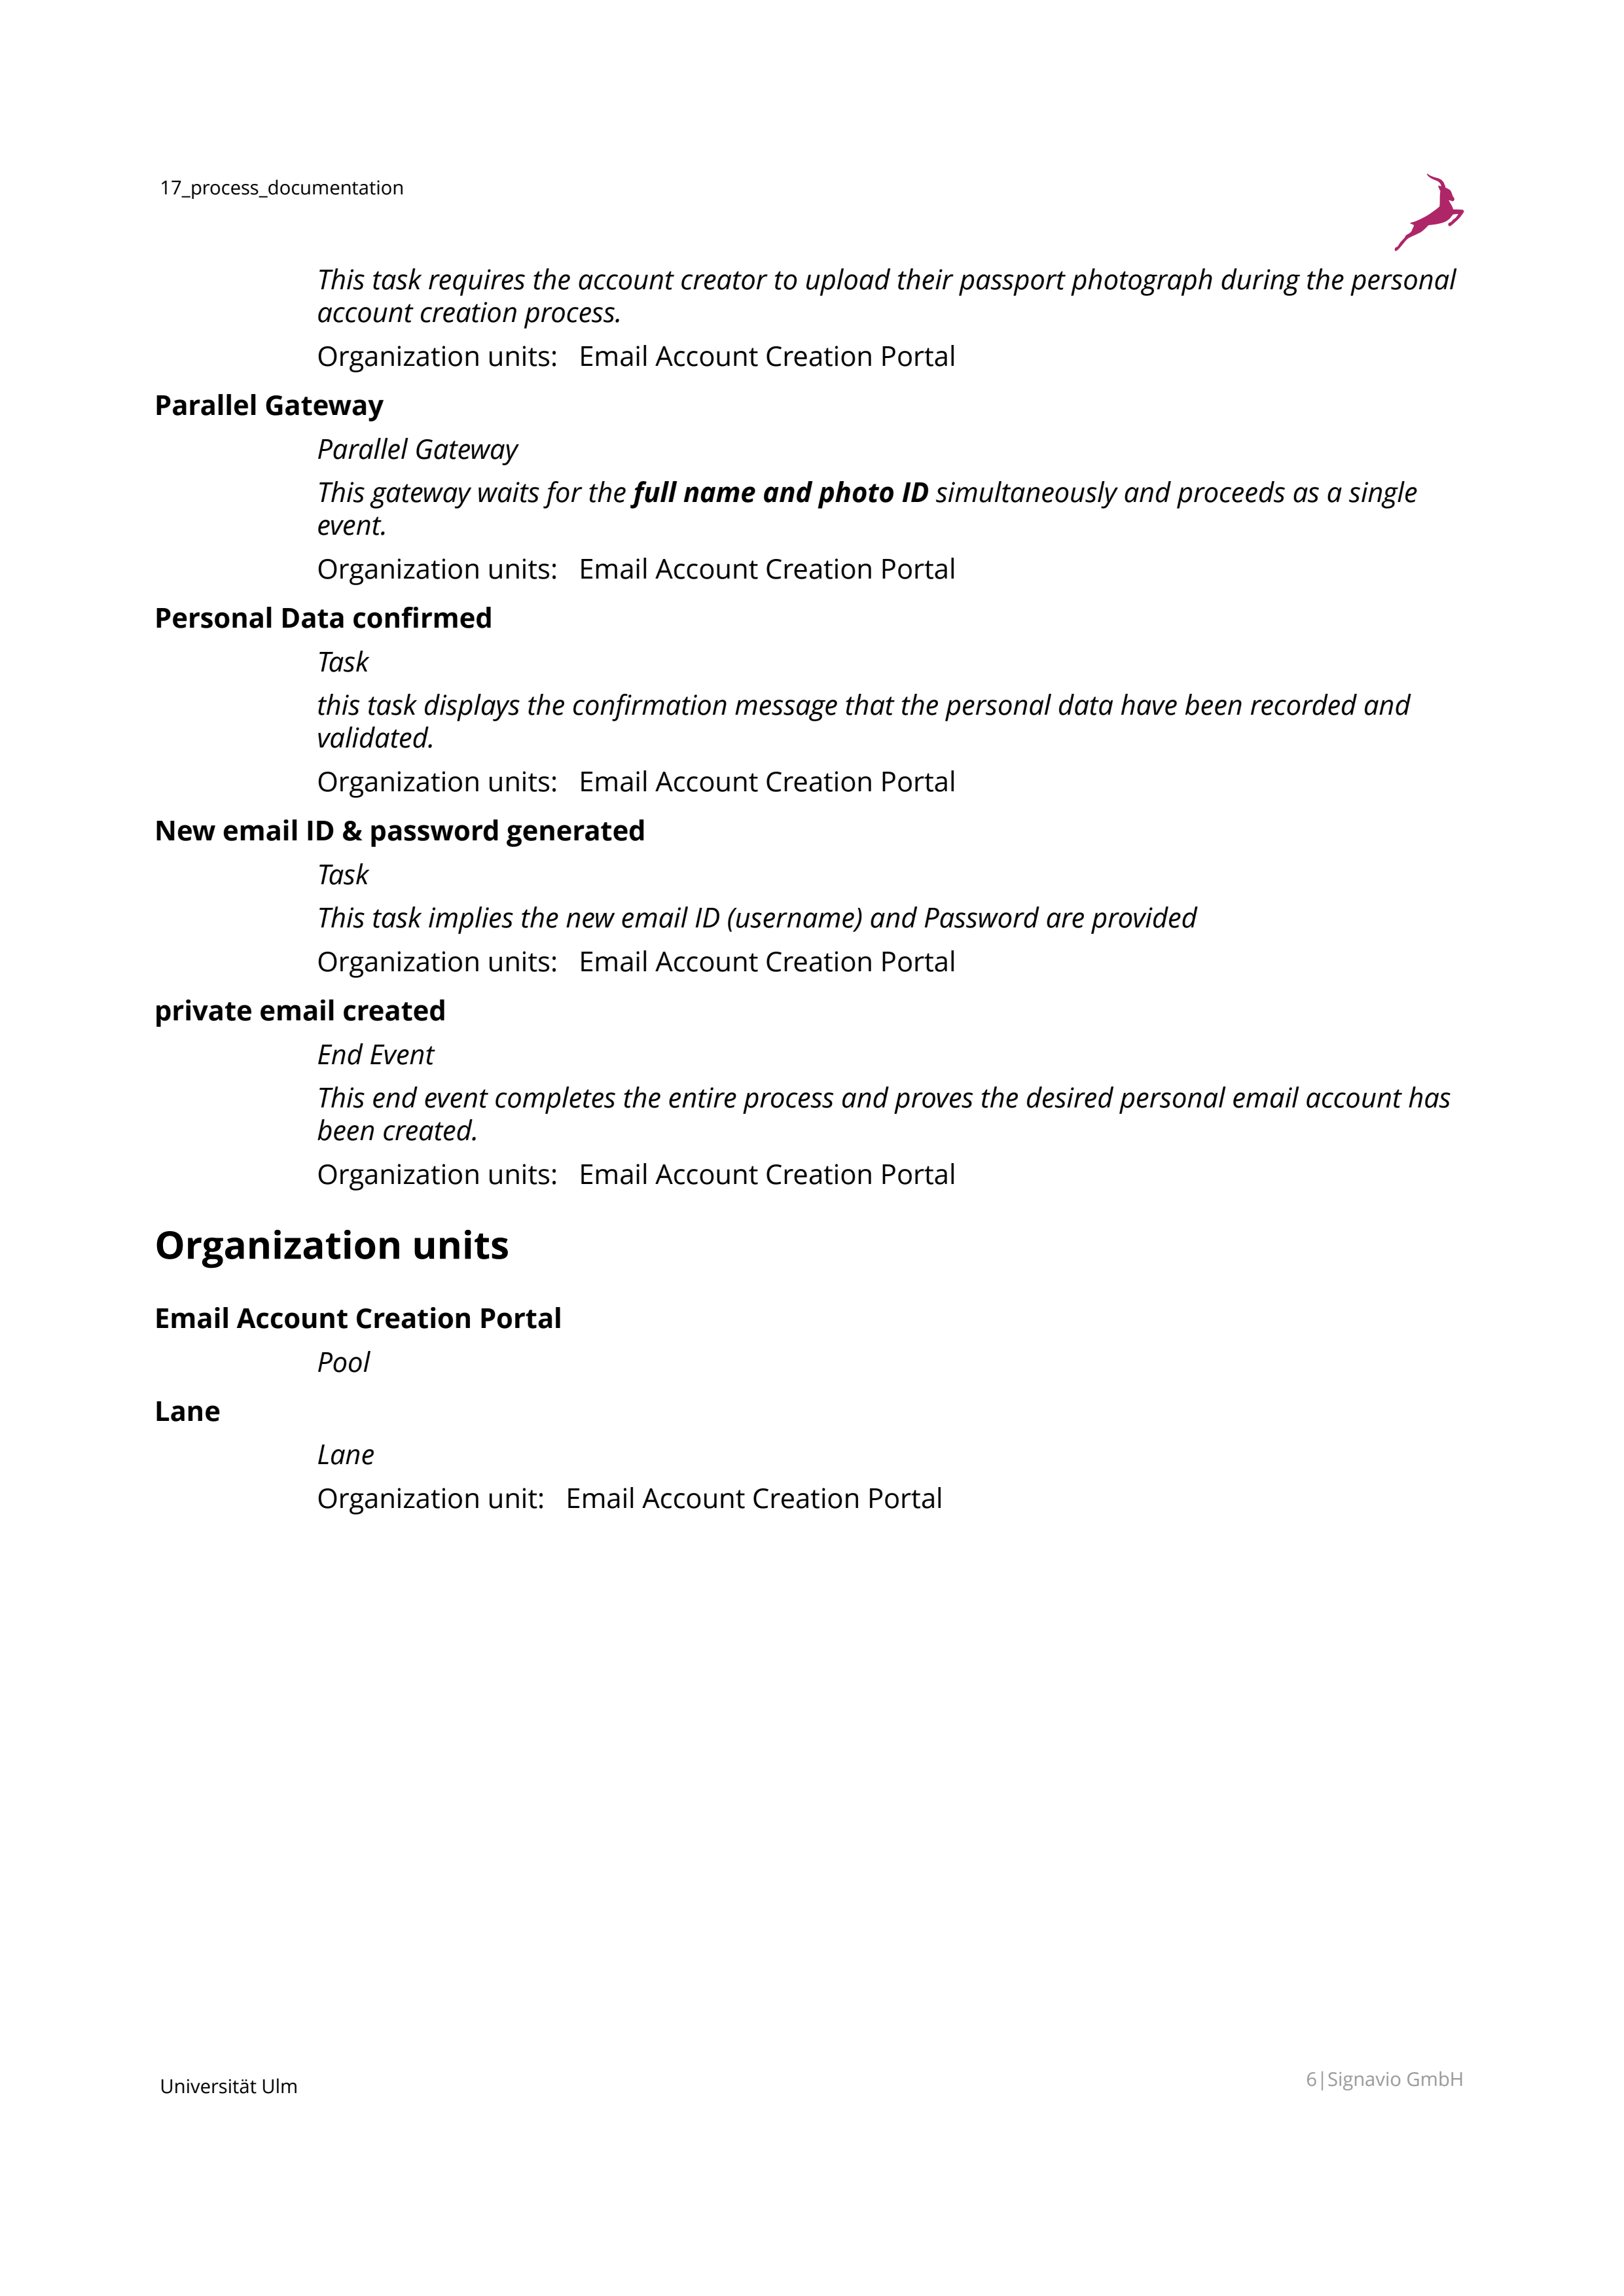 17_process_documentation
This task requires the account creator to upload their passport photograph during the personal
account creation process.
Organization units: Email Account Creation Portal
Parallel Gateway
Parallel Gateway
This gateway waits for the full name and photo ID simultaneously and proceeds as a single
event.
Organization units: Email Account Creation Portal
Personal Data confirmed
Task
this task displays the confirmation message that the personal data have been recorded and
validated.
Organization units: Email Account Creation Portal
New email ID & password generated
Task
This task implies the new email ID (username) and Password are provided
Organization units: Email Account Creation Portal
private email created
End Event
This end event completes the entire process and proves the desired personal email account has
been created.
Organization units: Email Account Creation Portal
Organization units
Email Account Creation Portal
Pool
Lane
Lane
Organization unit: Email Account Creation Portal
Universität Ulm
6|Signavio GmbH